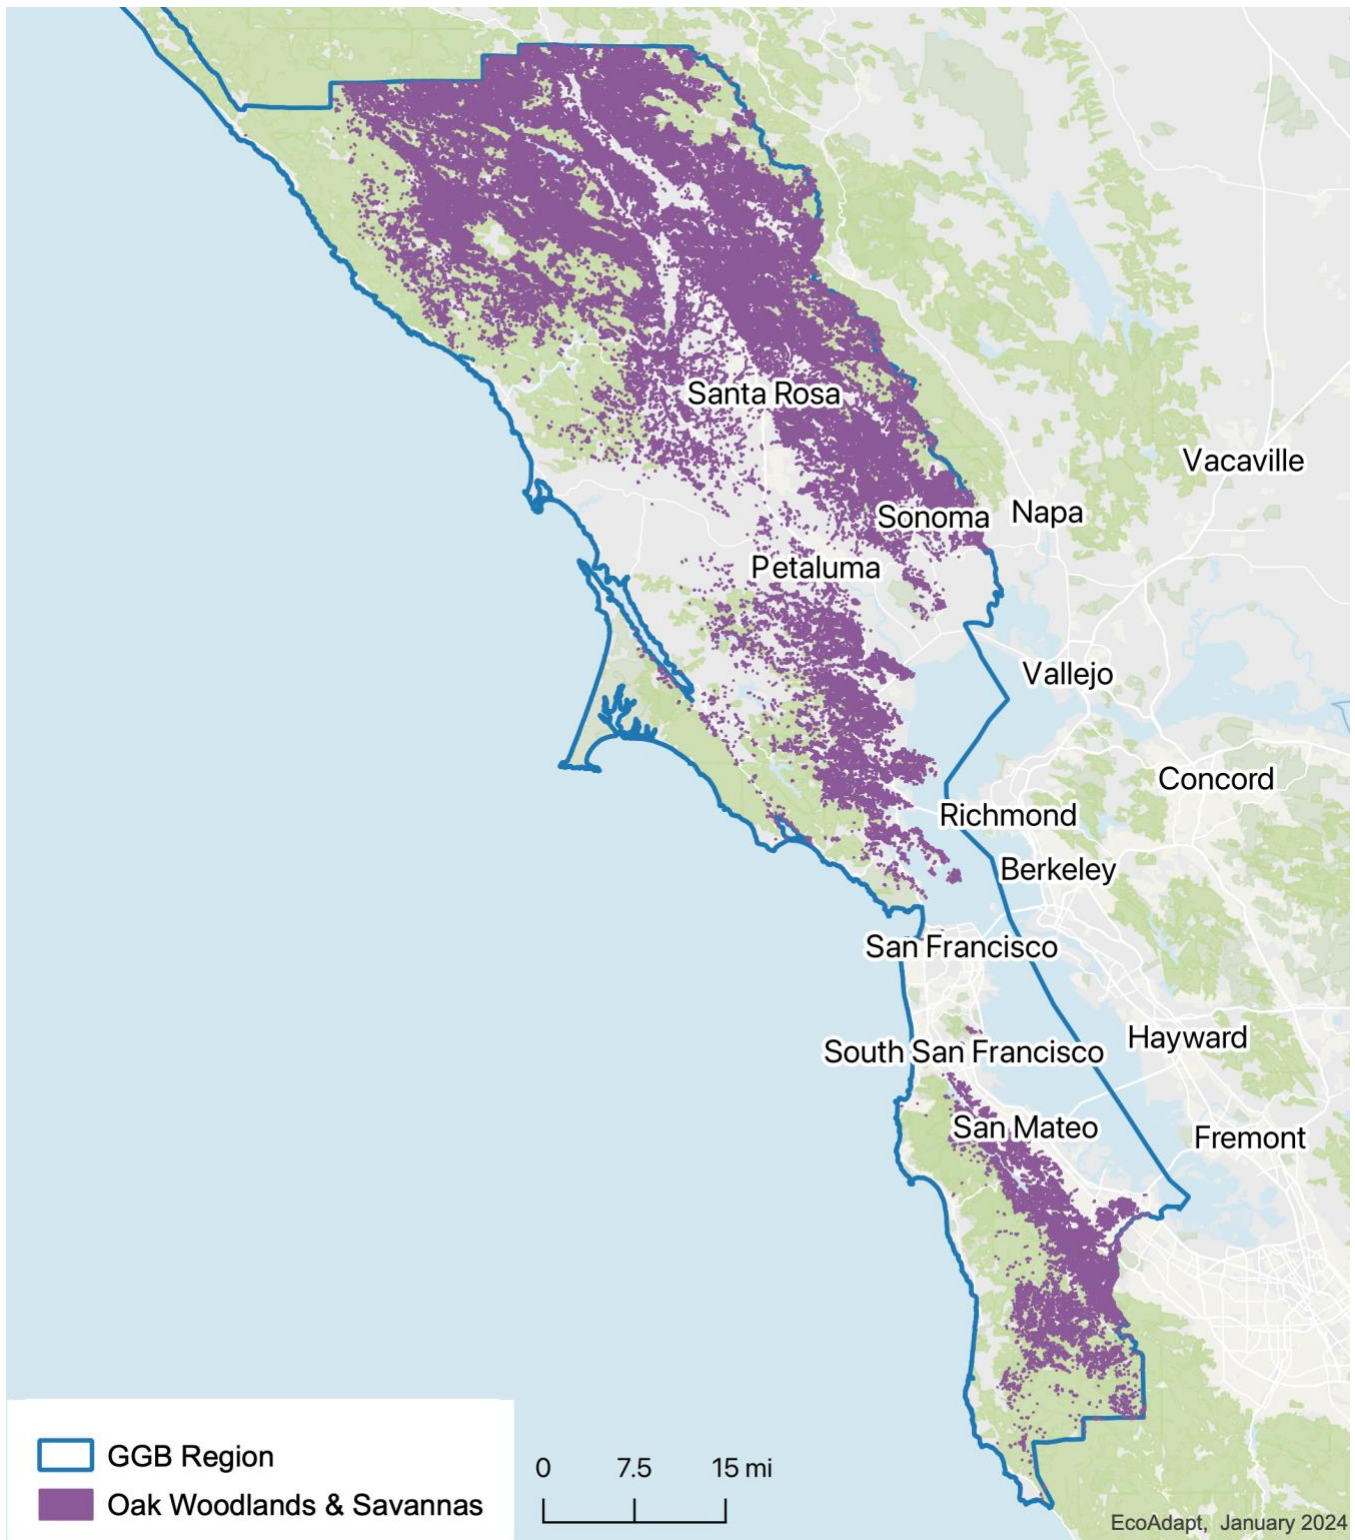 Santa Rosa
Vacaville
Sonoma
Napa
Petaluma
Vallejo
Concord
Richmond
Berkeley
San Francisco
Hayward
South San Francisco
San Mateo
Fremont
GGB Region
Oak Woodlands & Savannas
0 7.5 15 mi
EcoAdapt, January 2024